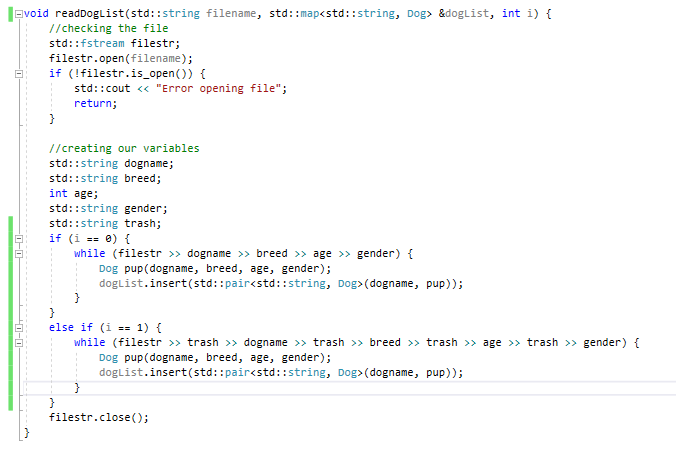 void readDogList(std::string filename, std::map<std::string, Dog> &dogList, int i) {
//checking the file
std::fstream filestr;
filestr.open(filename);
if (!filestr.is_open()) {
std::cout << "Error opening file";
return;
}
//creating our variables
std::string dogname;
std::string breed;
int age;
std::string gender;
std::string trash;
if (i == 0) {
while (filestr >> dogname >> breed >> age >> gender) {
Dog pup(dogname, breed, age, gender);
dogList.insert(std::pair<std::string, Dog>(dogname, pup));
}
}
else if (i == 1) {
while (filestr >> trash >> dogname >> trash >> breed >> trash >> age >> trash >> gender) {
Dog pup(dogname, breed, age, gender);
dogList.insert(std::pair<std::string, Dog>(dogname, pup));
}
}
filestr.close();
}